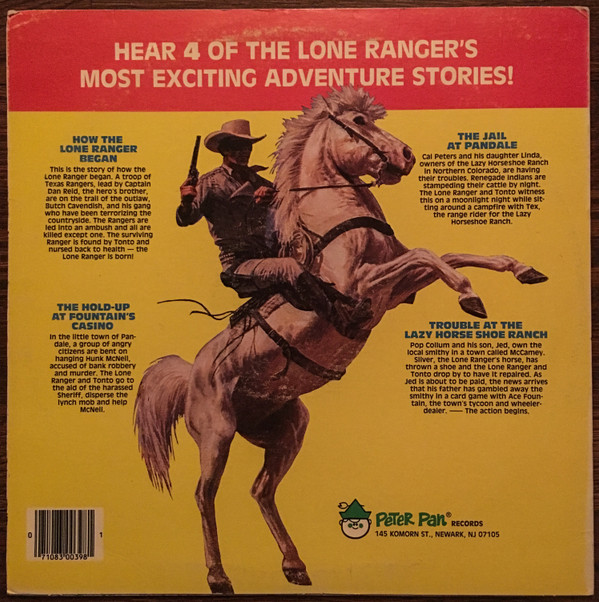 HEAR 4 OF THE LONE RANGER'S
MOST EXCITING ADVENTURE STORIES!
HOW THE
LONE RANGER
BEGAN
This is the story of how the
Lone Ranger began. A troop of
Texas Rangers, lead by Captain
Dan Reid, the hero's brother,
are on the trail of the outlaw,
Butch Cavendish, and his gang
who have been terrorizing the
countryside. The Rangers are
led into an ambush and all are
killed except one. The surviving
Ranger is found by Tonto and
nursed back to health — the
Lone Ranger is born!
THE JAIL
AT PANDALE
Cal Peters and his daughter Linda,
owners of the Lazy Horseshoe Ranch
in Northern Colorado, are having
their troubles. Renegade Indians are
stampeding their cattle by night.
The Lone Ranger and Tonto witness
this on a moonlight night while sit-
ting around a campfire with Tex,
the range rider for the Lazy
Horseshoe Ranch.
THE HOLD-UP
AT FOUNTAIN'S
CASINO
In the little town of Pan-
dale, a group of angry
citizens are bent on
hanging Hunk McNeil,
accused of bank robbery
and murder. The Lone
Ranger and Tonto go to
the aid of the harassed
Sheriff, disperse the
lynch mob and help
McNeil.
TROUBLE AT THE
LAZY HORSE SHOE RANCH
Pop Collum and his son, Jed, own the
local smithy in a town called McCamey.
Silver, the Lone Ranger's horse, has
thrown a shoe and the Lone Ranger and
Tonto drop by to have it repaired. As
Jed is about to be paid, the news arrives
that his father has gambled away the
smithy in a card game with Ace Foun-
tain, the town's tycoon and wheeler-
dealer. — The action begins.
0 71083 00398 1
Peter Pan® RECORDS
145 KOMORN ST., NEWARK, NJ 07105